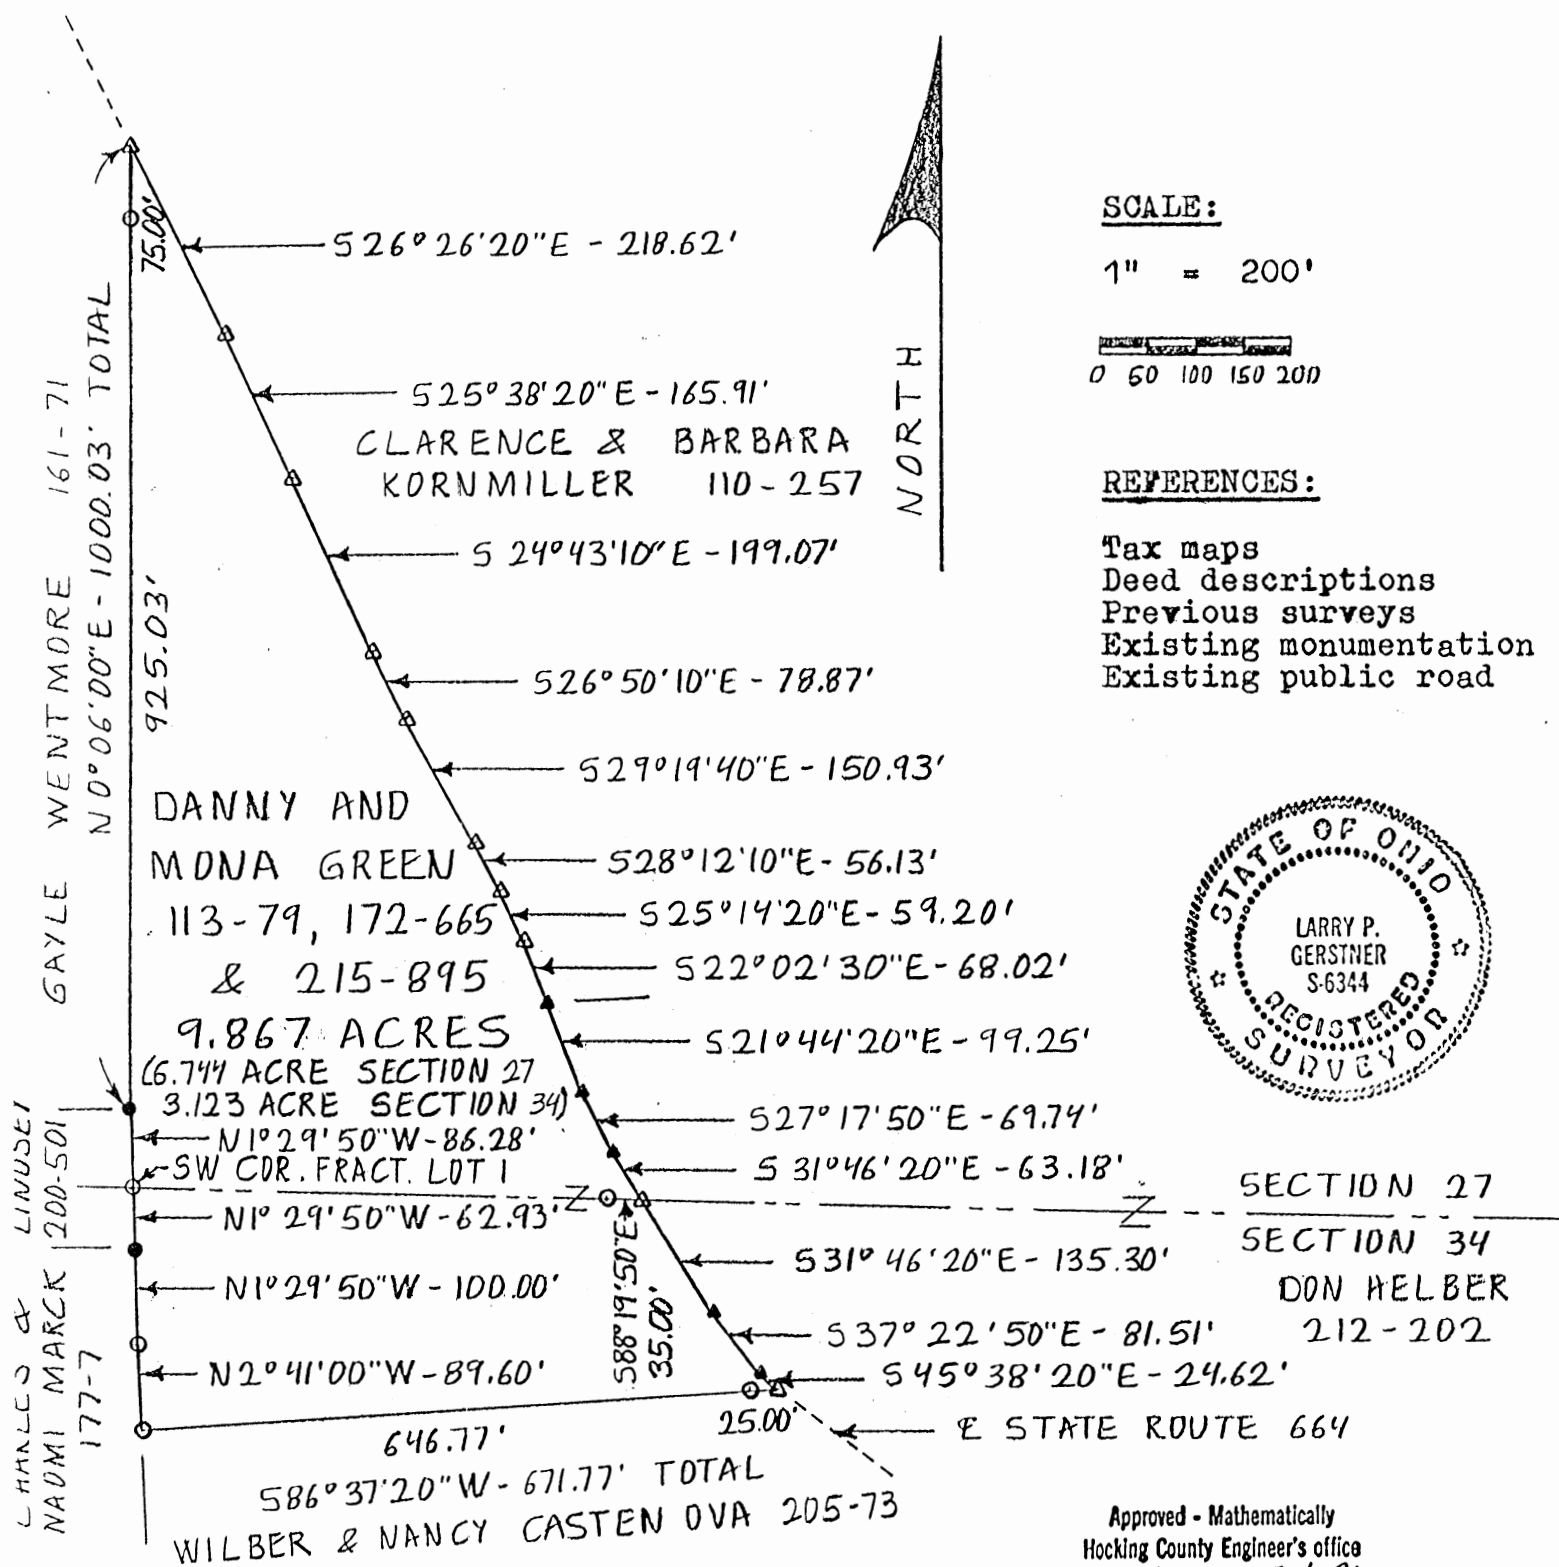 75.00'
S26°26'20"E - 218.62'
SCALE:
1" = 200'
0 50 100 150 200
S25°38'20"E - 165.91'
CLARENCE & BARBARA
KORNMILLER 110-257
NORTH
REFERENCES:
Tax maps
Deed descriptions
Previous surveys
Existing monumentation
Existing public road
S 24°43'10"E - 199.07'
S26°50'10"E - 78.87'
S29°19'40"E - 150.93'
GAYLE WENTMORE 161-71
N0°06'00"E - 1000.03' TOTAL
925.03'
DANNY AND
MONA GREEN
113-79, 172-665
& 215-895
9.867 ACRES
(6.744 ACRE SECTION 27
3.123 ACRE SECTION 34)
S28°12'10"E - 56.13'
S25°14'20"E - 59.20'
S22°02'30"E - 68.02'
S21°44'20"E - 99.25'
S27°17'50"E - 69.74'
S 31°46'20"E - 63.18'
STATE OF OHIO
LARRY P.
GERSTNER
S-6344
REGISTERED
SURVEYOR
N1°29'50"W - 86.28'
SW COR. FRACT. LOT 1
N1°29'50"W - 62.93'
N1°29'50"W - 100.00'
N2°41'00"W - 89.60'
CHARLES & LINDSEY
NAOMI MARCK 200-501
177-7
S88°19'50"E
35.00'
SECTION 27
SECTION 34
S31°46'20"E - 135.30'
DON HELBER
212-202
S37°22'50"E - 81.51'
S45°38'20"E - 24.62'
25.00'
℄ STATE ROUTE 664
646.77'
S86°37'20"W - 671.77' TOTAL
WILBER & NANCY CASTENOVA 205-73
Approved - Mathematically
Hocking County Engineer's office